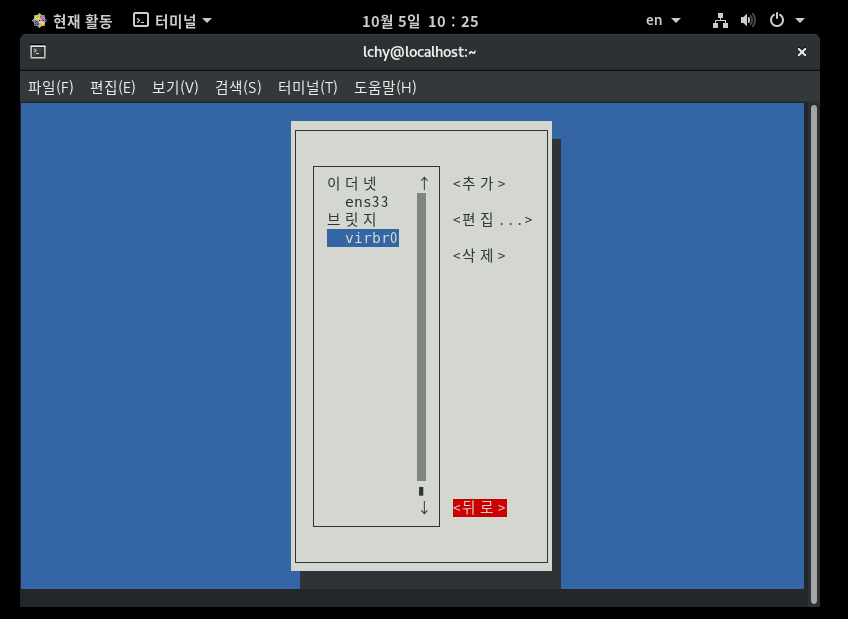 현재 활동 터미널 10월 5일 10：25 en
lchy@localhost:~
파일(F) 편집(E) 보기(V) 검색(S) 터미널(T) 도움말(H)
이더넷 ↑ <추가>
ens33
브릿지 <편집...>
virbr0
<삭제>
↓ <뒤로>